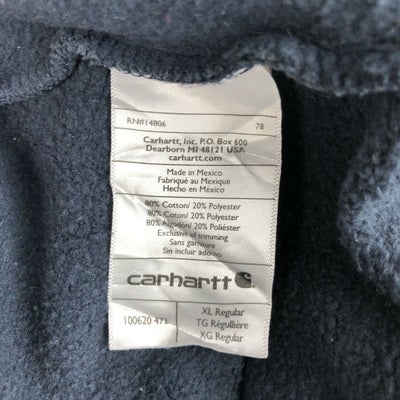 RN#14806 78
Carhartt, Inc. P.O. Box 600
Dearborn MI 48121 USA
carhartt.com
Made in Mexico
Fabriqué au Mexique
Hecho en México
80% Cotton/ 20% Polyester
80% Coton/ 20% Polyester
80% Algodon/ 20% Poliéster
Exclusive of trimming
Sans garniture
Sin incluir adorno
carhartt
100620 472
XL Regular
TG Régulière
XG Regular